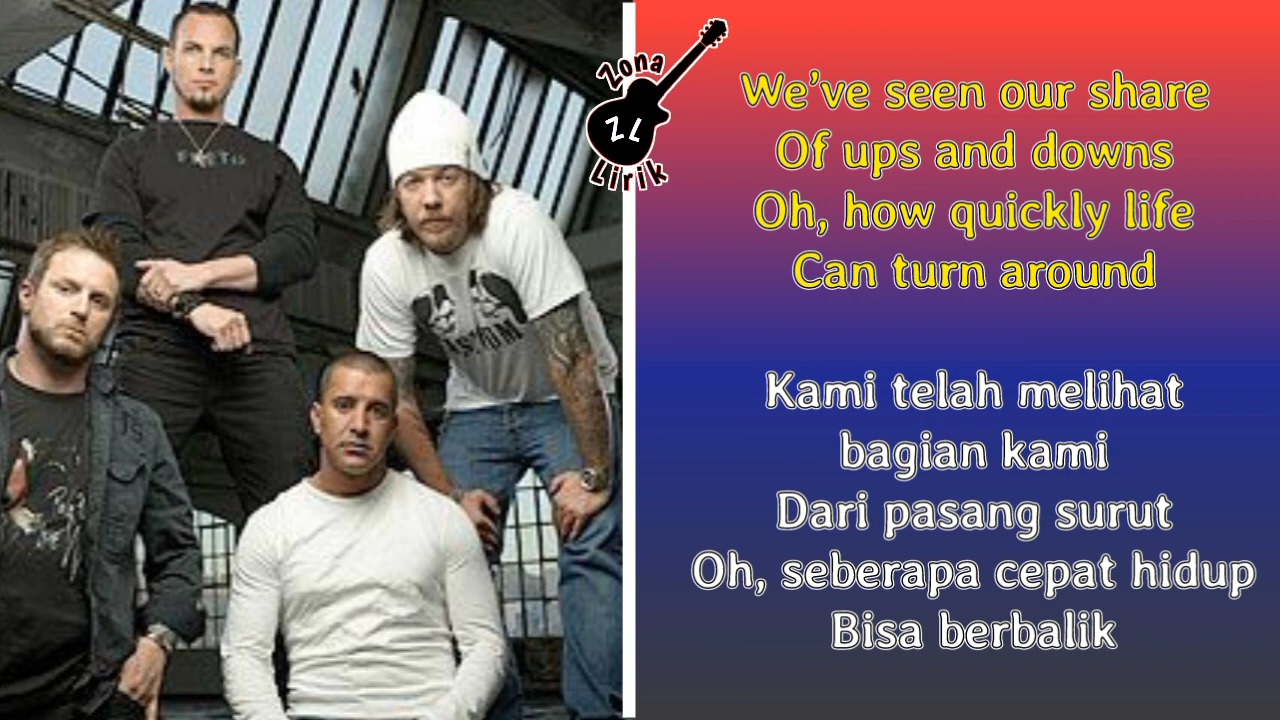 Zona
ZL
Lirik
We've seen our share
Of ups and downs
Oh, how quickly life
Can turn around
Kami telah melihat
bagian kami
Dari pasang surut
Oh, seberapa cepat hidup
Bisa berbalik